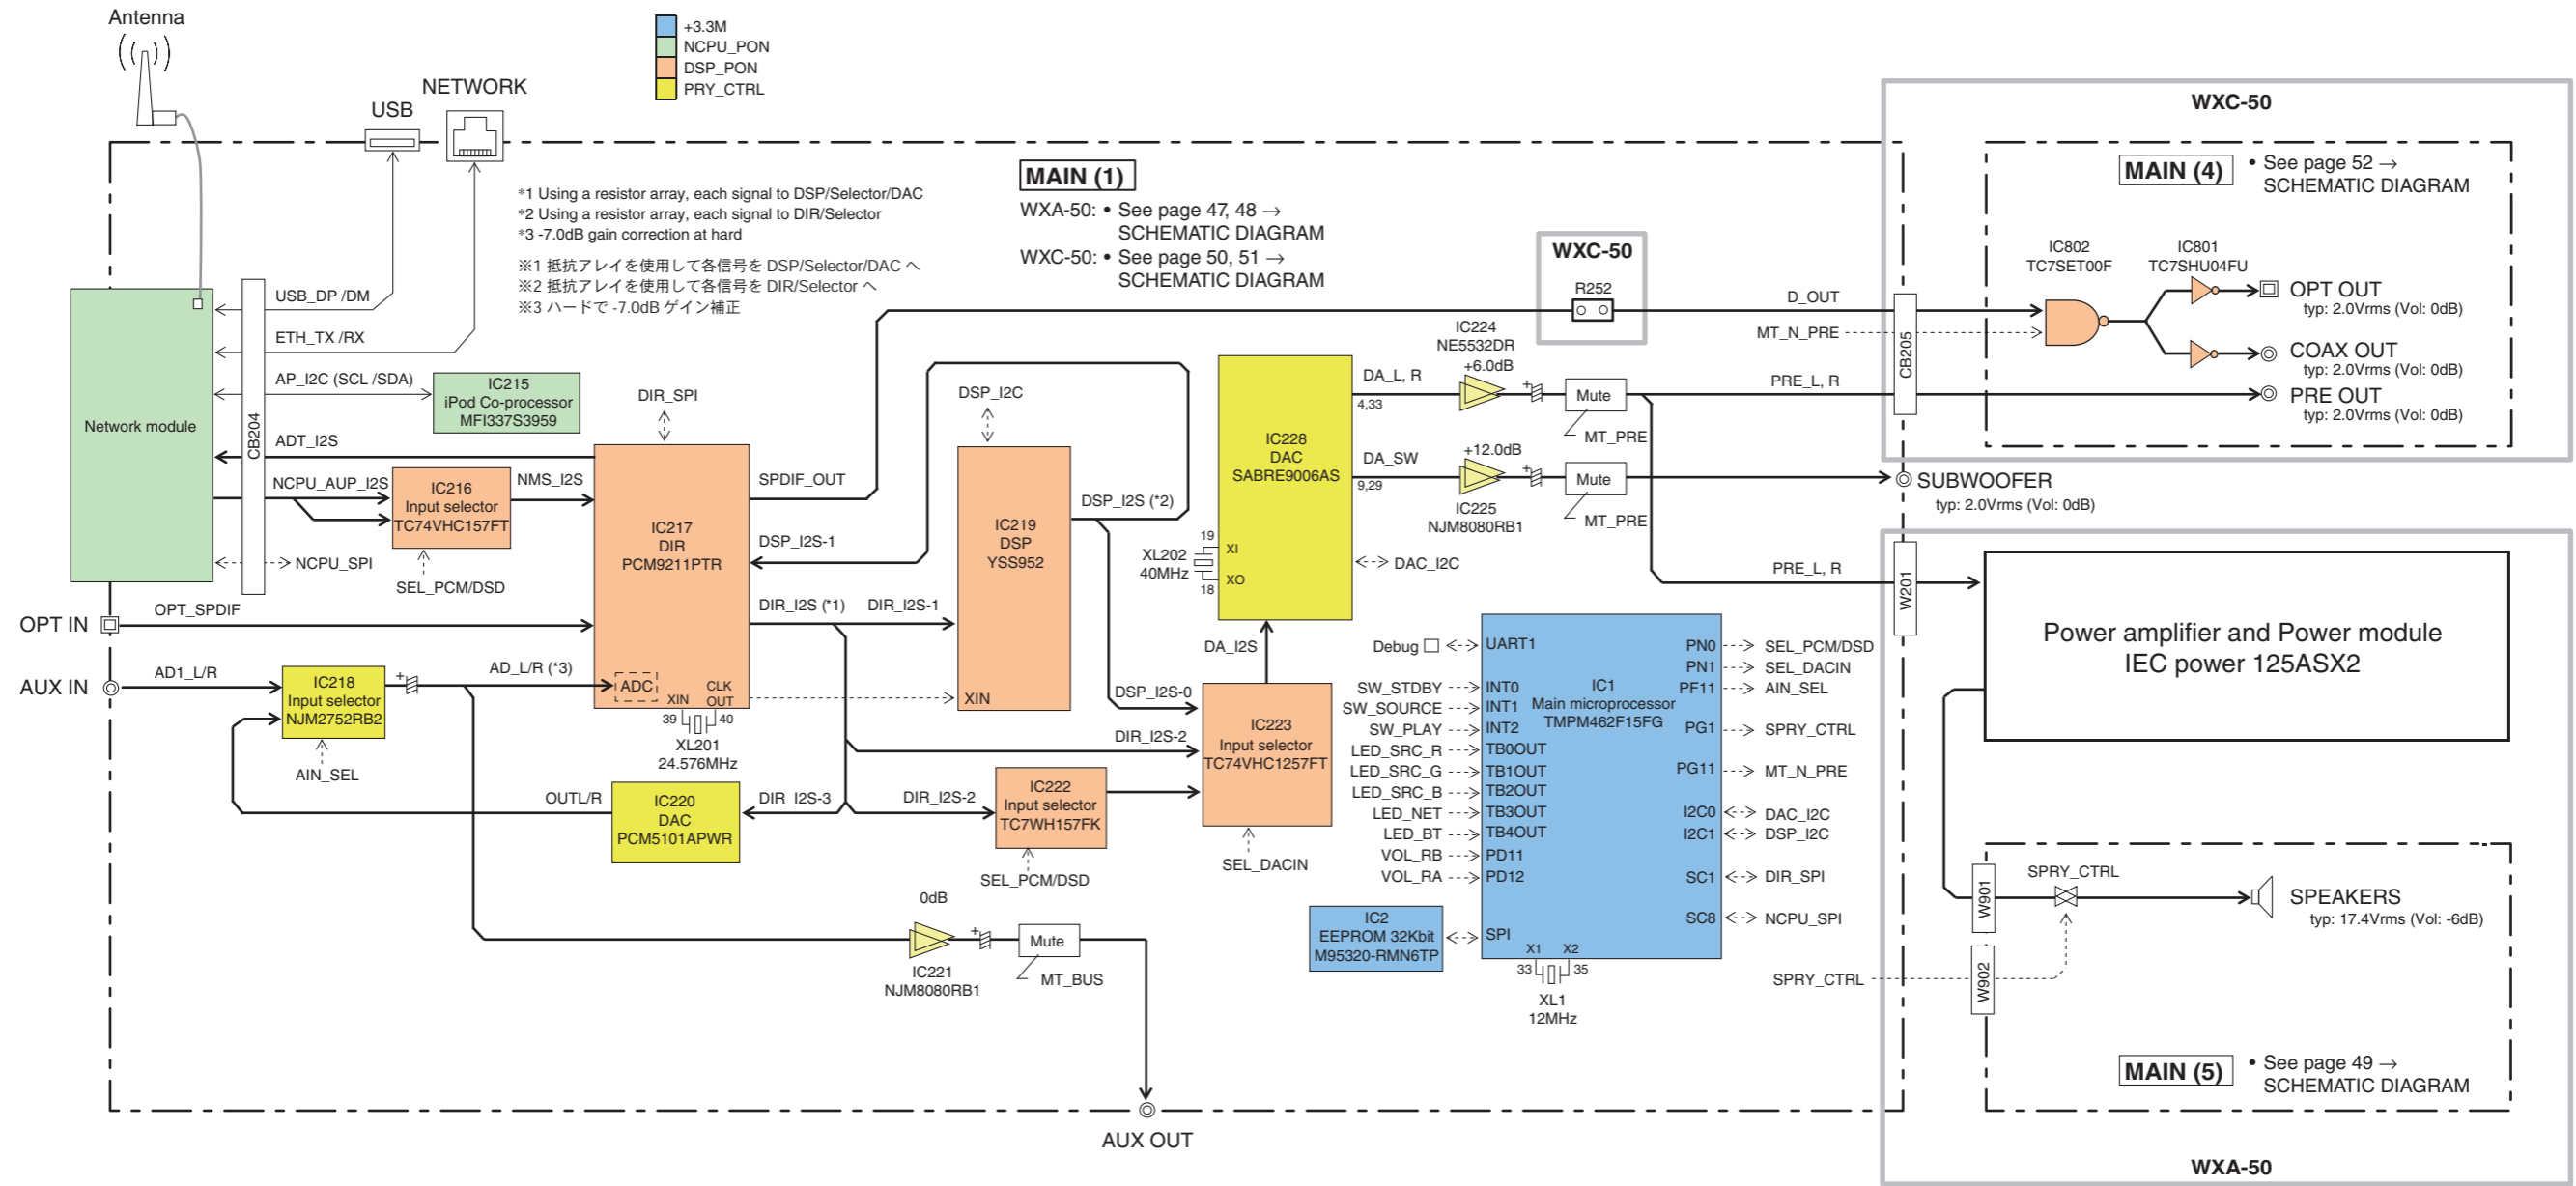 Antenna
+3.3M
NCPU_PON
DSP_PON
PRY_CTRL
USB
NETWORK
*1 Using a resistor array, each signal to DSP/Selector/DAC
*2 Using a resistor array, each signal to DIR/Selector
*3 -7.0dB gain correction at hard
※1 抵抗アレイを使用して各信号を DSP/Selector/DAC へ
※2 抵抗アレイを使用して各信号を DIR/Selector へ
※3 ハードで -7.0dB ゲイン補正
MAIN (1)
WXA-50: • See page 47, 48 →
SCHEMATIC DIAGRAM
WXC-50: • See page 50, 51 →
SCHEMATIC DIAGRAM
WXC-50
R252
WXC-50
MAIN (4)
• See page 52 →
SCHEMATIC DIAGRAM
IC802
TC7SET00F
IC801
TC7SHU04FU
OPT OUT
typ: 2.0Vrms (Vol: 0dB)
COAX OUT
typ: 2.0Vrms (Vol: 0dB)
PRE OUT
typ: 2.0Vrms (Vol: 0dB)
D_OUT
MT_N_PRE
PRE_L, R
CB205
Network module
CB204
USB_DP /DM
ETH_TX /RX
AP_I2C (SCL /SDA)
IC215
iPod Co-processor
MFI337S3959
ADT_I2S
NCPU_AUP_I2S
IC216
Input selector
TC74VHC157FT
NMS_I2S
SEL_PCM/DSD
NCPU_SPI
DIR_SPI
IC217
DIR
PCM9211PTR
ADC
XIN
CLK
OUT
39
40
XL201
24.576MHz
SPDIF_OUT
DSP_I2S-1
DIR_I2S (*1)
DIR_I2S-1
DSP_I2C
IC219
DSP
YSS952
XIN
DSP_I2S (*2)
DSP_I2S-0
DIR_I2S-2
IC228
DAC
SABRE9006AS
XL202
40MHz
19
XI
XO
18
DA_L, R
4,33
DA_SW
9,29
DAC_I2C
IC224
NE5532DR
+6.0dB
+
Mute
MT_PRE
+12.0dB
IC225
NJM8080RB1
+
Mute
MT_PRE
SUBWOOFER
typ: 2.0Vrms (Vol: 0dB)
PRE_L, R
W201
Power amplifier and Power module
IEC power 125ASX2
OPT IN
OPT_SPDIF
AUX IN
AD1_L/R
IC218
Input selector
NJM2752RB2
AIN_SEL
+
AD_L/R (*3)
OUTL/R
IC220
DAC
PCM5101APWR
DIR_I2S-3
DIR_I2S-2
IC222
Input selector
TC7WH157FK
SEL_PCM/DSD
DA_I2S
IC223
Input selector
TC74VHC1257FT
SEL_DACIN
0dB
IC221
NJM8080RB1
+
Mute
MT_BUS
AUX OUT
IC1
Main microprocessor
TMPM462F15FG
Debug
UART1
SW_STDBY
INT0
SW_SOURCE
INT1
SW_PLAY
INT2
LED_SRC_R
TB0OUT
LED_SRC_G
TB1OUT
LED_SRC_B
TB2OUT
LED_NET
TB3OUT
LED_BT
TB4OUT
VOL_RB
PD11
VOL_RA
PD12
SPI
PN0
SEL_PCM/DSD
PN1
SEL_DACIN
PF11
AIN_SEL
PG1
SPRY_CTRL
PG11
MT_N_PRE
I2C0
DAC_I2C
I2C1
DSP_I2C
SC1
DIR_SPI
SC8
NCPU_SPI
IC2
EEPROM 32Kbit
M95320-RMN6TP
X1
X2
33
35
XL1
12MHz
SPRY_CTRL
W901
W902
SPRY_CTRL
SPEAKERS
typ: 17.4Vrms (Vol: -6dB)
MAIN (5)
• See page 49 →
SCHEMATIC DIAGRAM
WXA-50